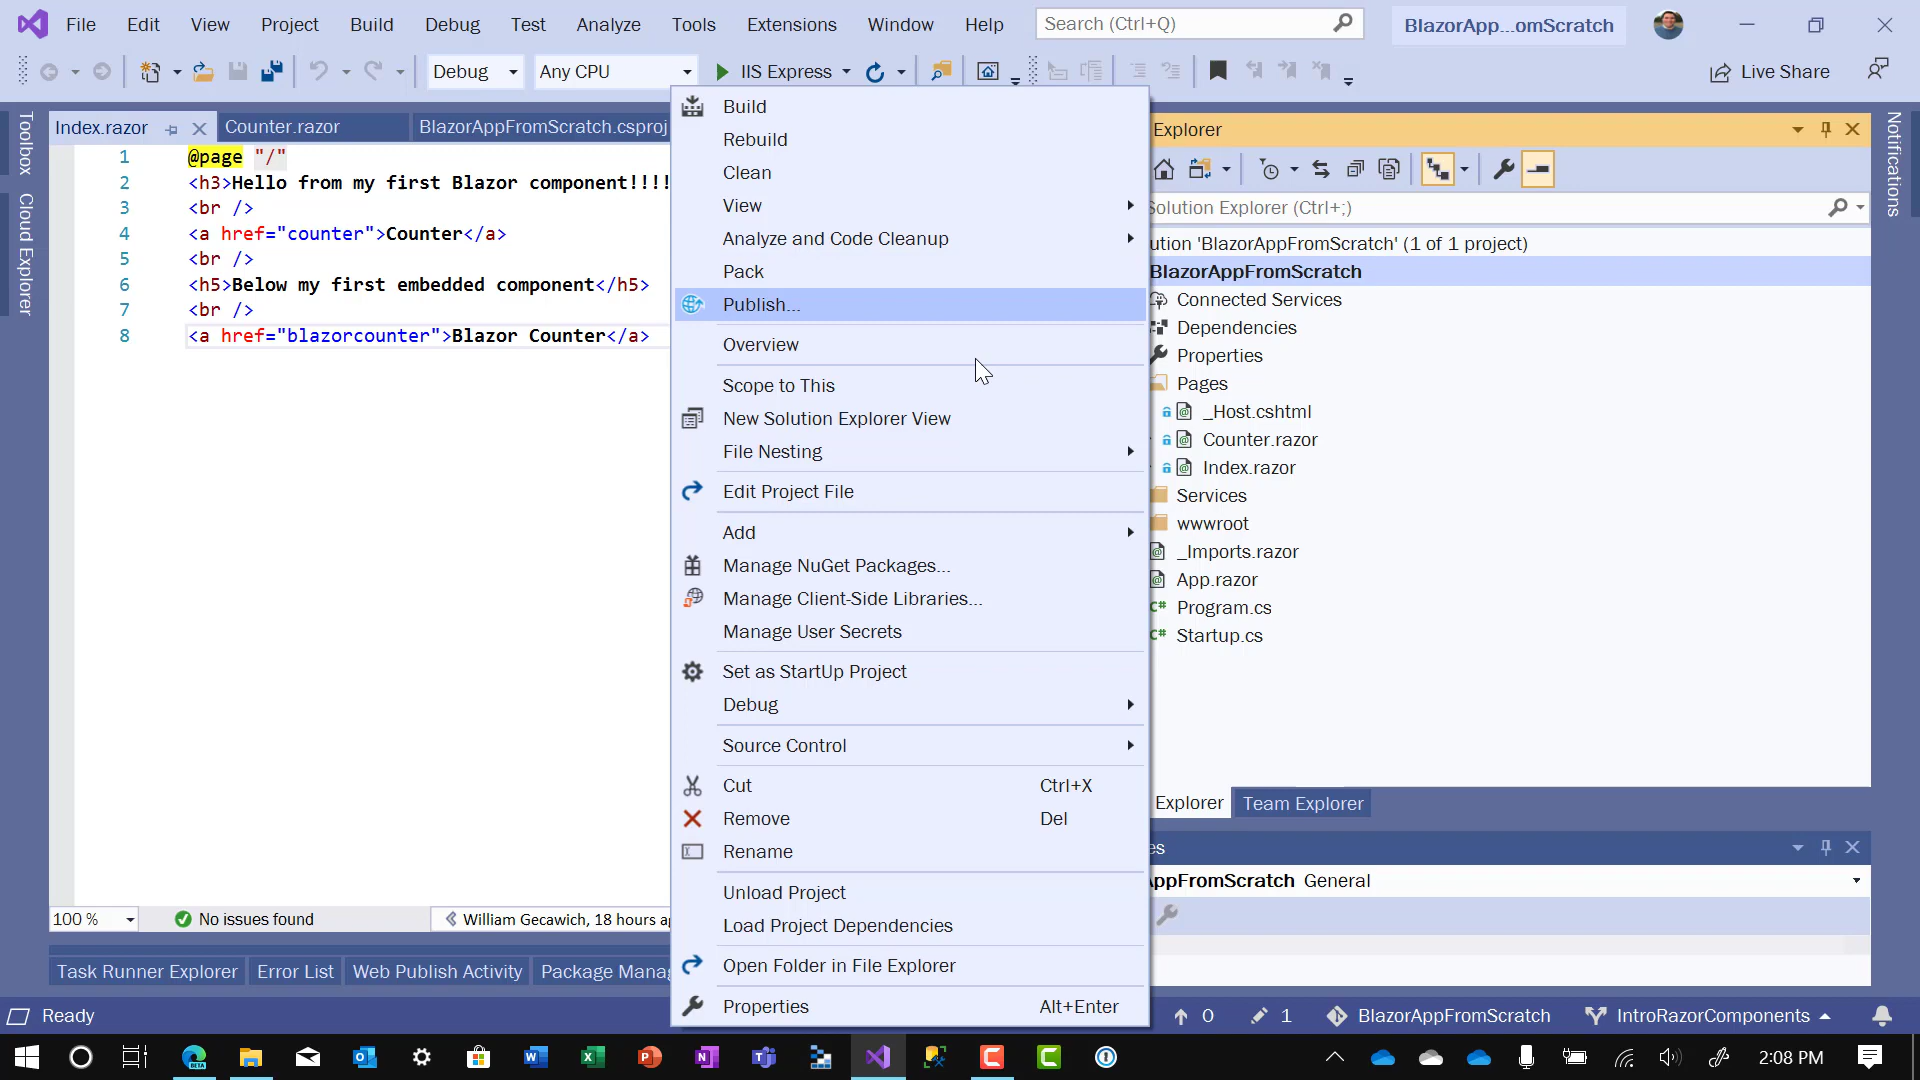 File Edit View Project Build Debug Test Analyze Tools Extensions Window Help Search (Ctrl+Q) BlazorApp...omScratch
Debug Any CPU IIS Express Live Share
Toolbox
Cloud Explorer
Index.razor Counter.razor BlazorAppFromScratch.csproj
1 @page "/"
2 <h3>Hello from my first Blazor component!!!!
3 <br />
4 <a href="counter">Counter</a>
5 <br />
6 <h5>Below my first embedded component</h5>
7 <br />
8 <a href="blazorcounter">Blazor Counter</a>
100 % No issues found William Gecawich, 18 hours a
Task Runner Explorer Error List Web Publish Activity Package Mana
Build
Rebuild
Clean
View
Analyze and Code Cleanup
Pack
Publish...
Overview
Scope to This
New Solution Explorer View
File Nesting
Edit Project File
Add
Manage NuGet Packages...
Manage Client-Side Libraries...
Manage User Secrets
Set as StartUp Project
Debug
Source Control
Cut Ctrl+X
Remove Del
Rename
Unload Project
Load Project Dependencies
Open Folder in File Explorer
Properties Alt+Enter
Explorer
Solution Explorer (Ctrl+;)
ution 'BlazorAppFromScratch' (1 of 1 project)
BlazorAppFromScratch
Connected Services
Dependencies
Properties
Pages
_Host.cshtml
Counter.razor
Index.razor
Services
wwwroot
_Imports.razor
App.razor
C# Program.cs
C# Startup.cs
Explorer Team Explorer
es
AppFromScratch General
Notifications
Ready 0 1 BlazorAppFromScratch IntroRazorComponents
BETA 2:08 PM